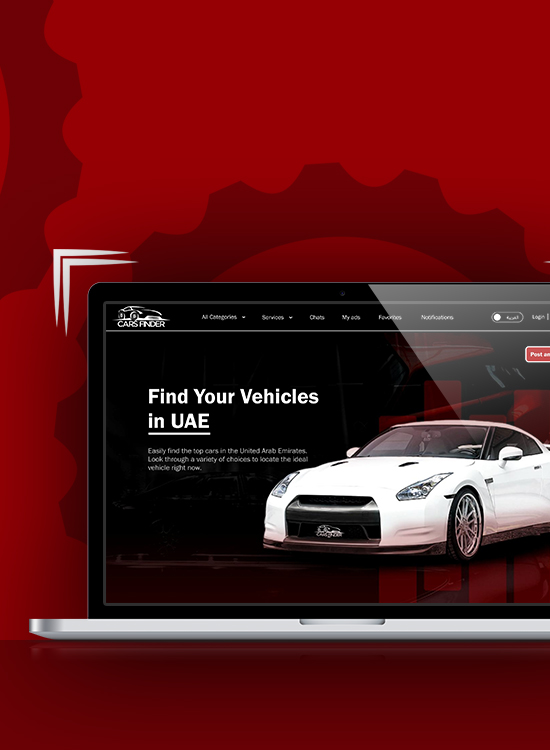 CARS FINDER
All Categories
Services
Chats
My ads
Favorites
Notifications
العربية
Login
Post an
Find Your Vehicles
in UAE
Easily find the top cars in the United Arab Emirates.
Look through a variety of choices to locate the ideal
vehicle right now.
CARS FINDER